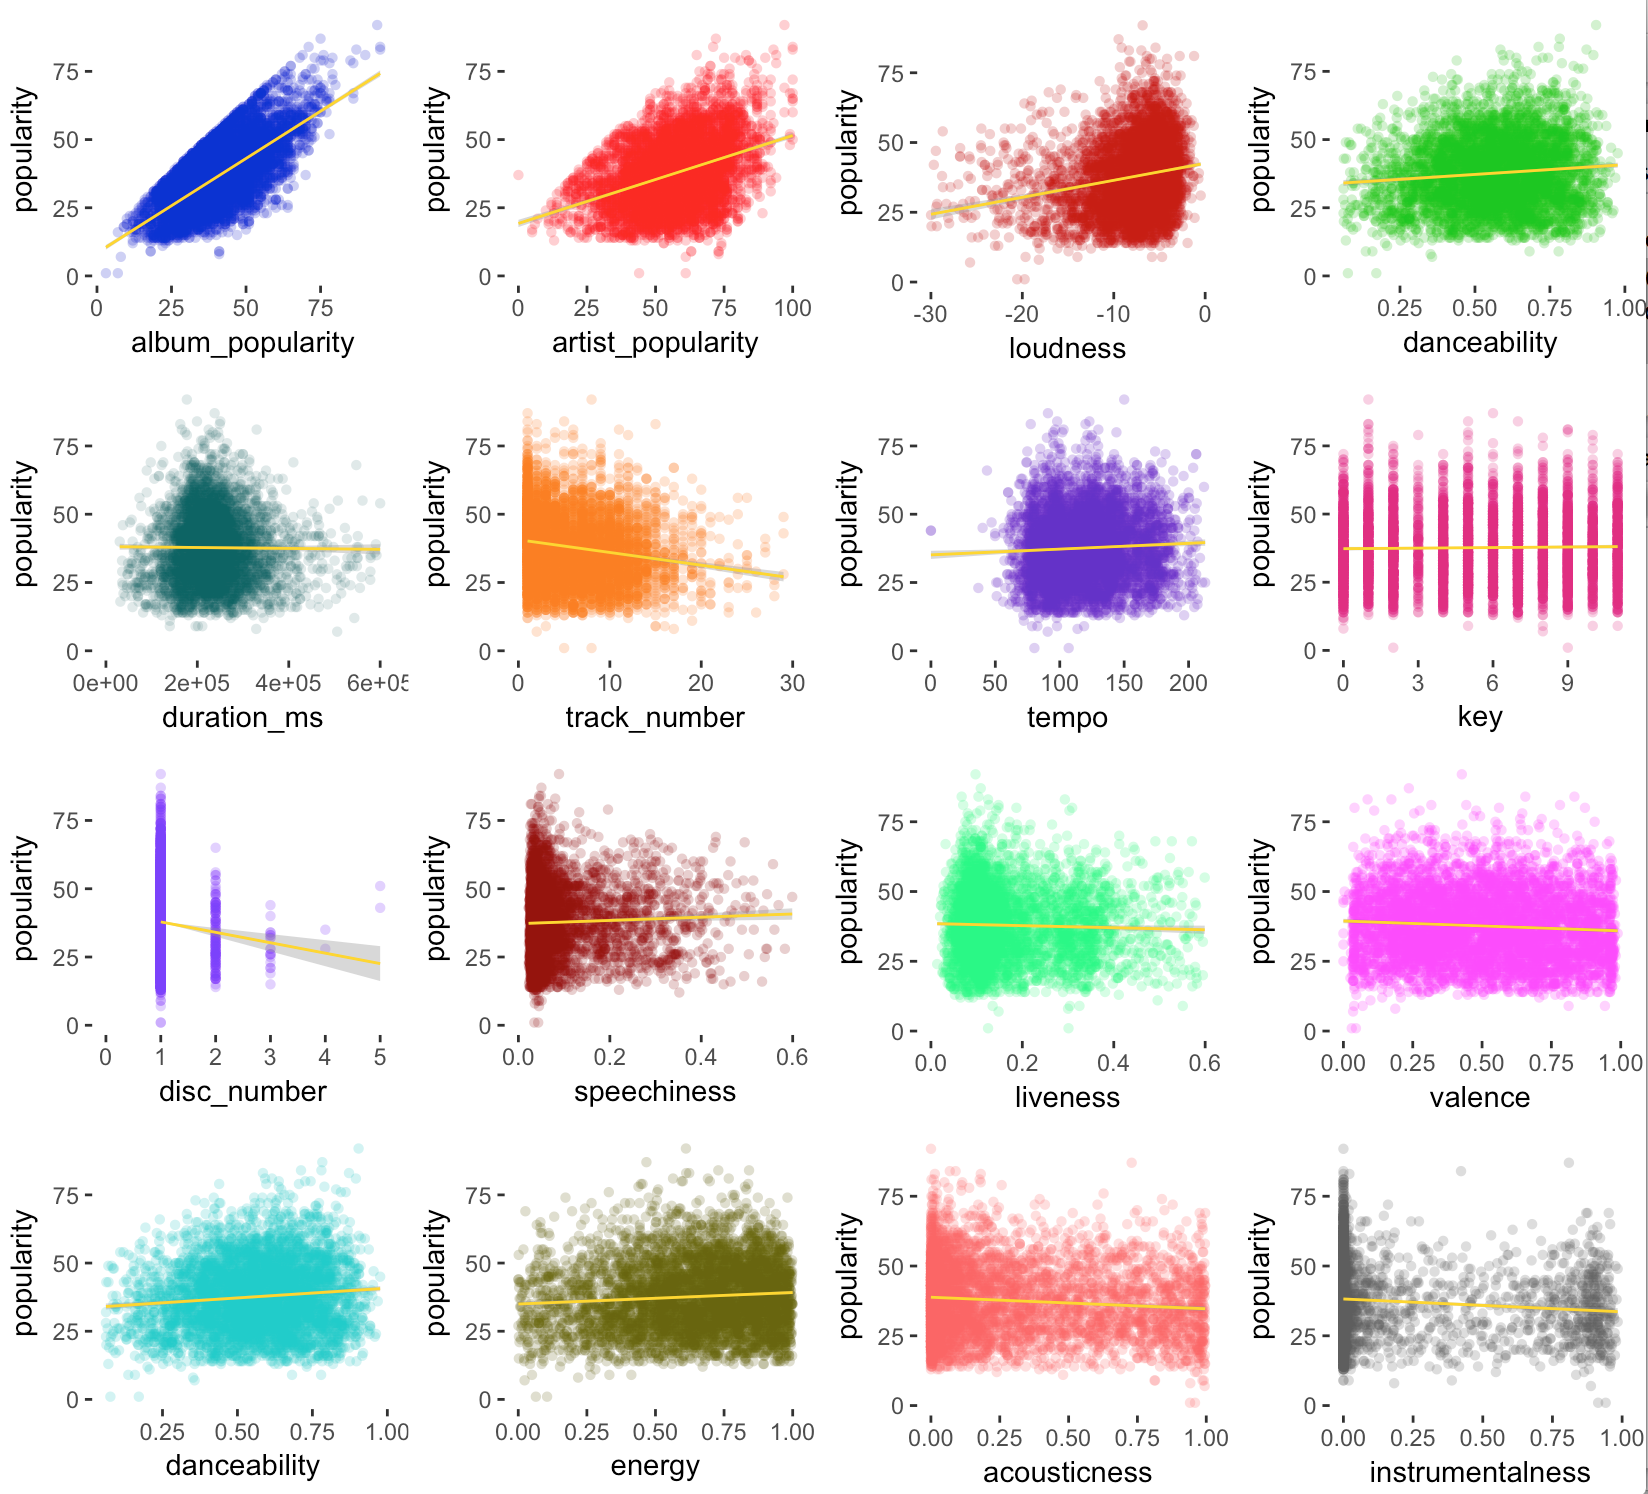 popularity
75
50
25
0
0 25 50 75
album_popularity
popularity
75
50
25
0
0 25 50 75 100
artist_popularity
popularity
75
50
25
0
-30 -20 -10 0
loudness
popularity
75
50
25
0
0.25 0.50 0.75 1.00
danceability
popularity
75
50
25
0
0e+00 2e+05 4e+05 6e+05
duration_ms
popularity
75
50
25
0
0 10 20 30
track_number
popularity
75
50
25
0
0 50 100 150 200
tempo
popularity
75
50
25
0
0 3 6 9
key
popularity
75
50
25
0
0 1 2 3 4 5
disc_number
popularity
75
50
25
0
0.0 0.2 0.4 0.6
speechiness
popularity
75
50
25
0
0.0 0.2 0.4 0.6
liveness
popularity
75
50
25
0
0.00 0.25 0.50 0.75 1.00
valence
popularity
75
50
25
0
0.25 0.50 0.75 1.00
danceability
popularity
75
50
25
0
0.00 0.25 0.50 0.75 1.00
energy
popularity
75
50
25
0
0.00 0.25 0.50 0.75 1.00
acousticness
popularity
75
50
25
0
0.00 0.25 0.50 0.75 1.00
instrumentalness